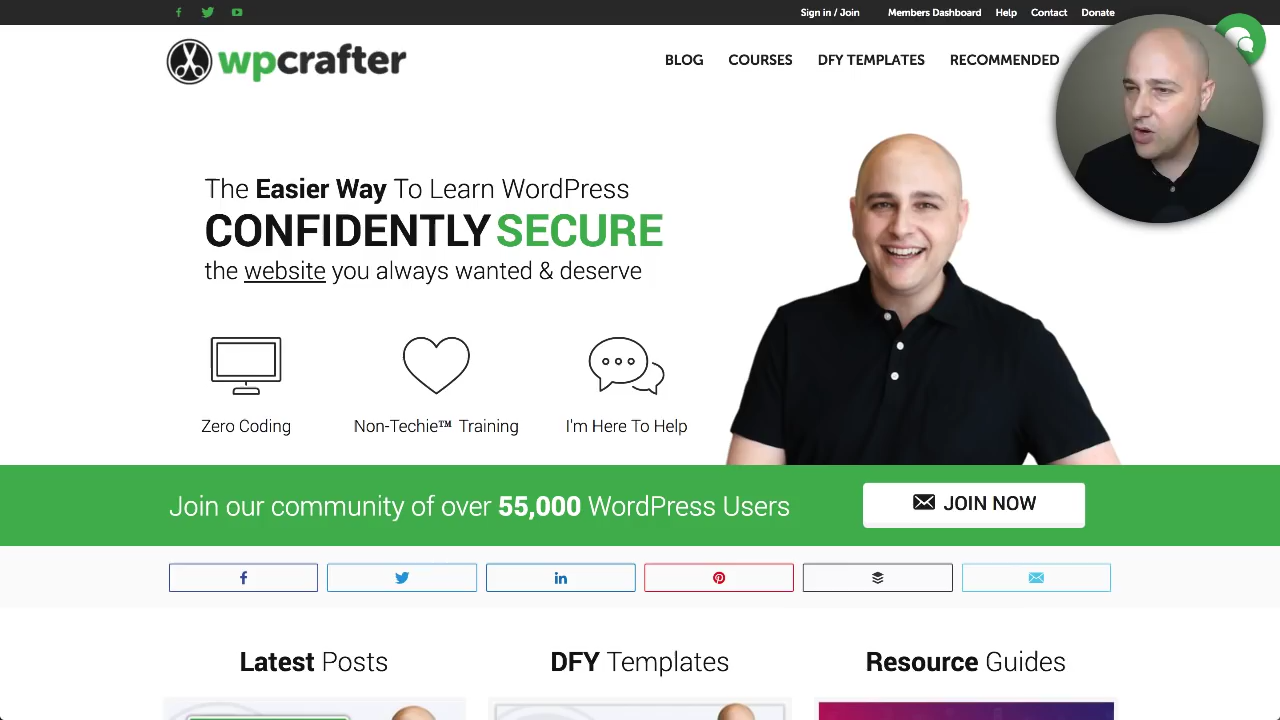 Sign in / Join Members Dashboard Help Contact Donate
wpcrafter
BLOG COURSES DFY TEMPLATES RECOMMENDED
The Easier Way To Learn WordPress
CONFIDENTLY SECURE
the website you always wanted & deserve
Zero Coding
Non-Techie™ Training
I'm Here To Help
Join our community of over 55,000 WordPress Users
JOIN NOW
Latest Posts
DFY Templates
Resource Guides